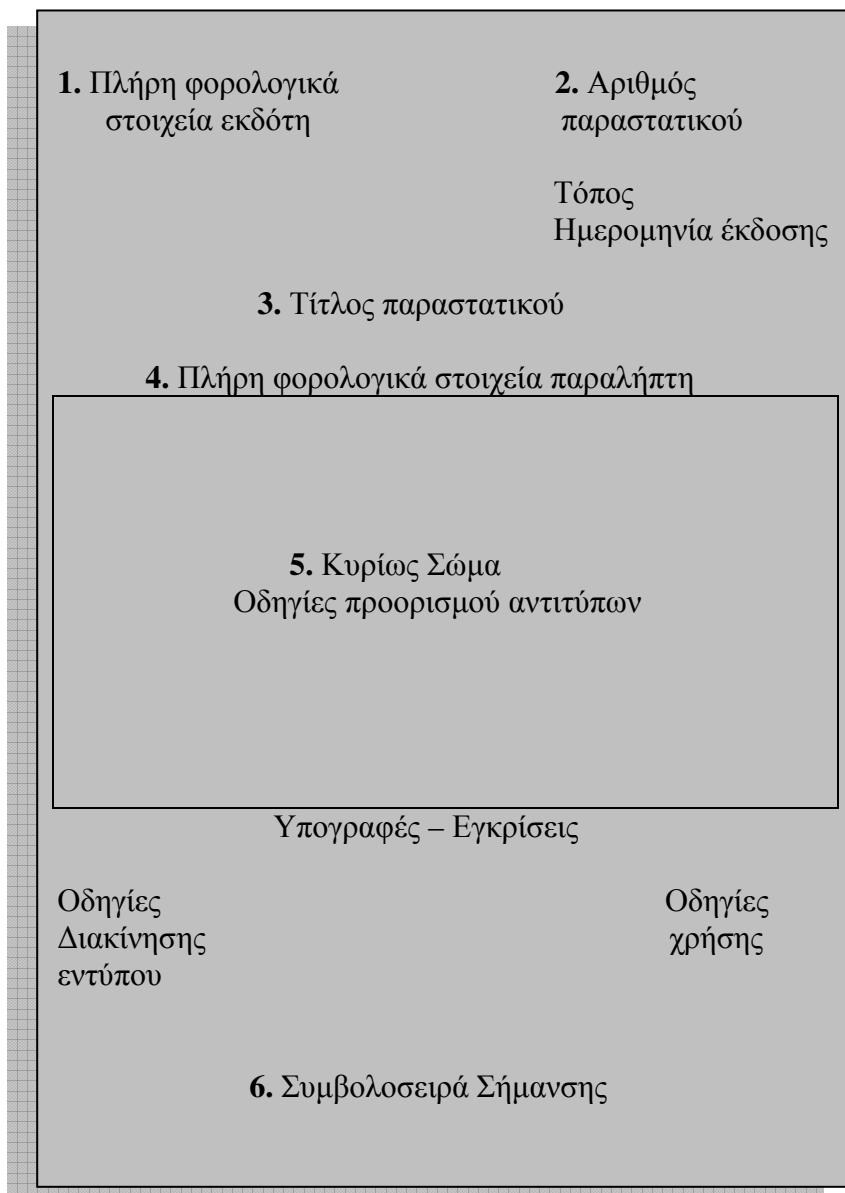 1. Πλήρη φορολογικά
στοιχεία εκδότη
2. Αριθμός
παραστατικού
Τόπος
Ημερομηνία έκδοσης
3. Τίτλος παραστατικού
4. Πλήρη φορολογικά στοιχεία παραλήπτη
5. Κυρίως Σώμα
Οδηγίες προορισμού αντιτύπων
Υπογραφές – Εγκρίσεις
Οδηγίες
Διακίνησης
εντύπου
Οδηγίες
χρήσης
6. Συμβολοσειρά Σήμανσης